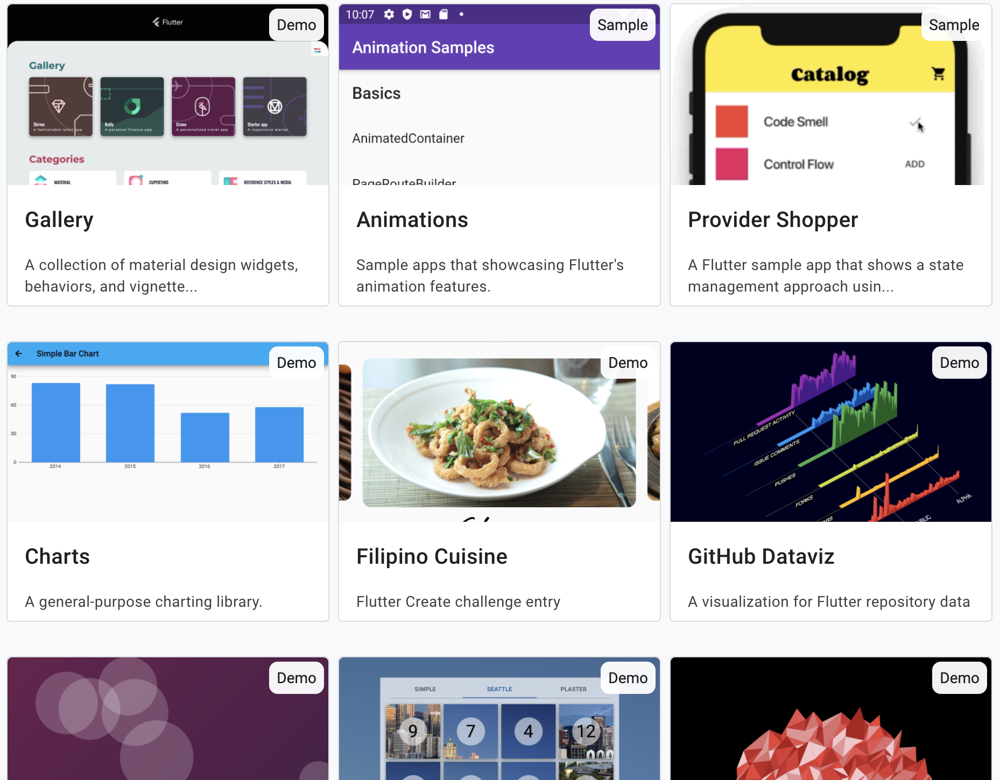 Flutter
Demo
Gallery
Shrine
A fashionable retail app
Rally
A personal finance app
Crane
A personalized travel app
Starter app
A responsive starter
Categories
MATERIAL
CUPERTINO
REFERENCE STYLES & MEDIA
Gallery
A collection of material design widgets,
behaviors, and vignette...
10:07
Sample
Animation Samples
Basics
AnimatedContainer
PageRouteBuilder
Animations
Sample apps that showcasing Flutter's
animation features.
Sample
Catalog
Code Smell
Control Flow
ADD
Provider Shopper
A Flutter sample app that shows a state
management approach usin...
Simple Bar Chart
Demo
90
60
30
0
2014
2015
2016
2017
Charts
A general-purpose charting library.
Demo
Filipino Cuisine
Flutter Create challenge entry
Demo
PULL REQUEST ACTIVITY
ISSUE COMMENTS
PUSHES
FORKS
ARS
BLIC
ALPHA
GitHub Dataviz
A visualization for Flutter repository data
Demo
Demo
SIMPLE
SEATTLE
PLASTER
9
7
4
12
Demo